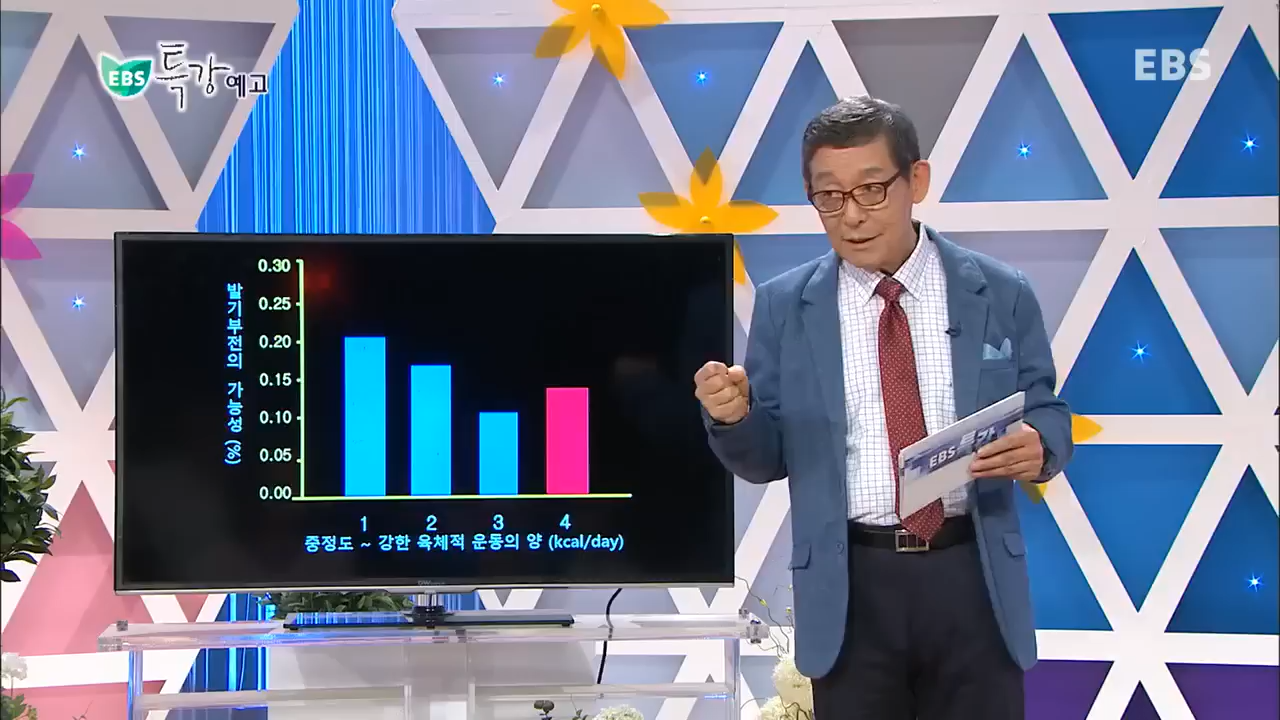 EBS 특강 예고
EBS
발기부전의 가능성 (%)
0.30
0.25
0.20
0.15
0.10
0.05
0.00
1 2 3 4
중정도 ~ 강한 육체적 운동의 양 (kcal/day)
EBS 특강